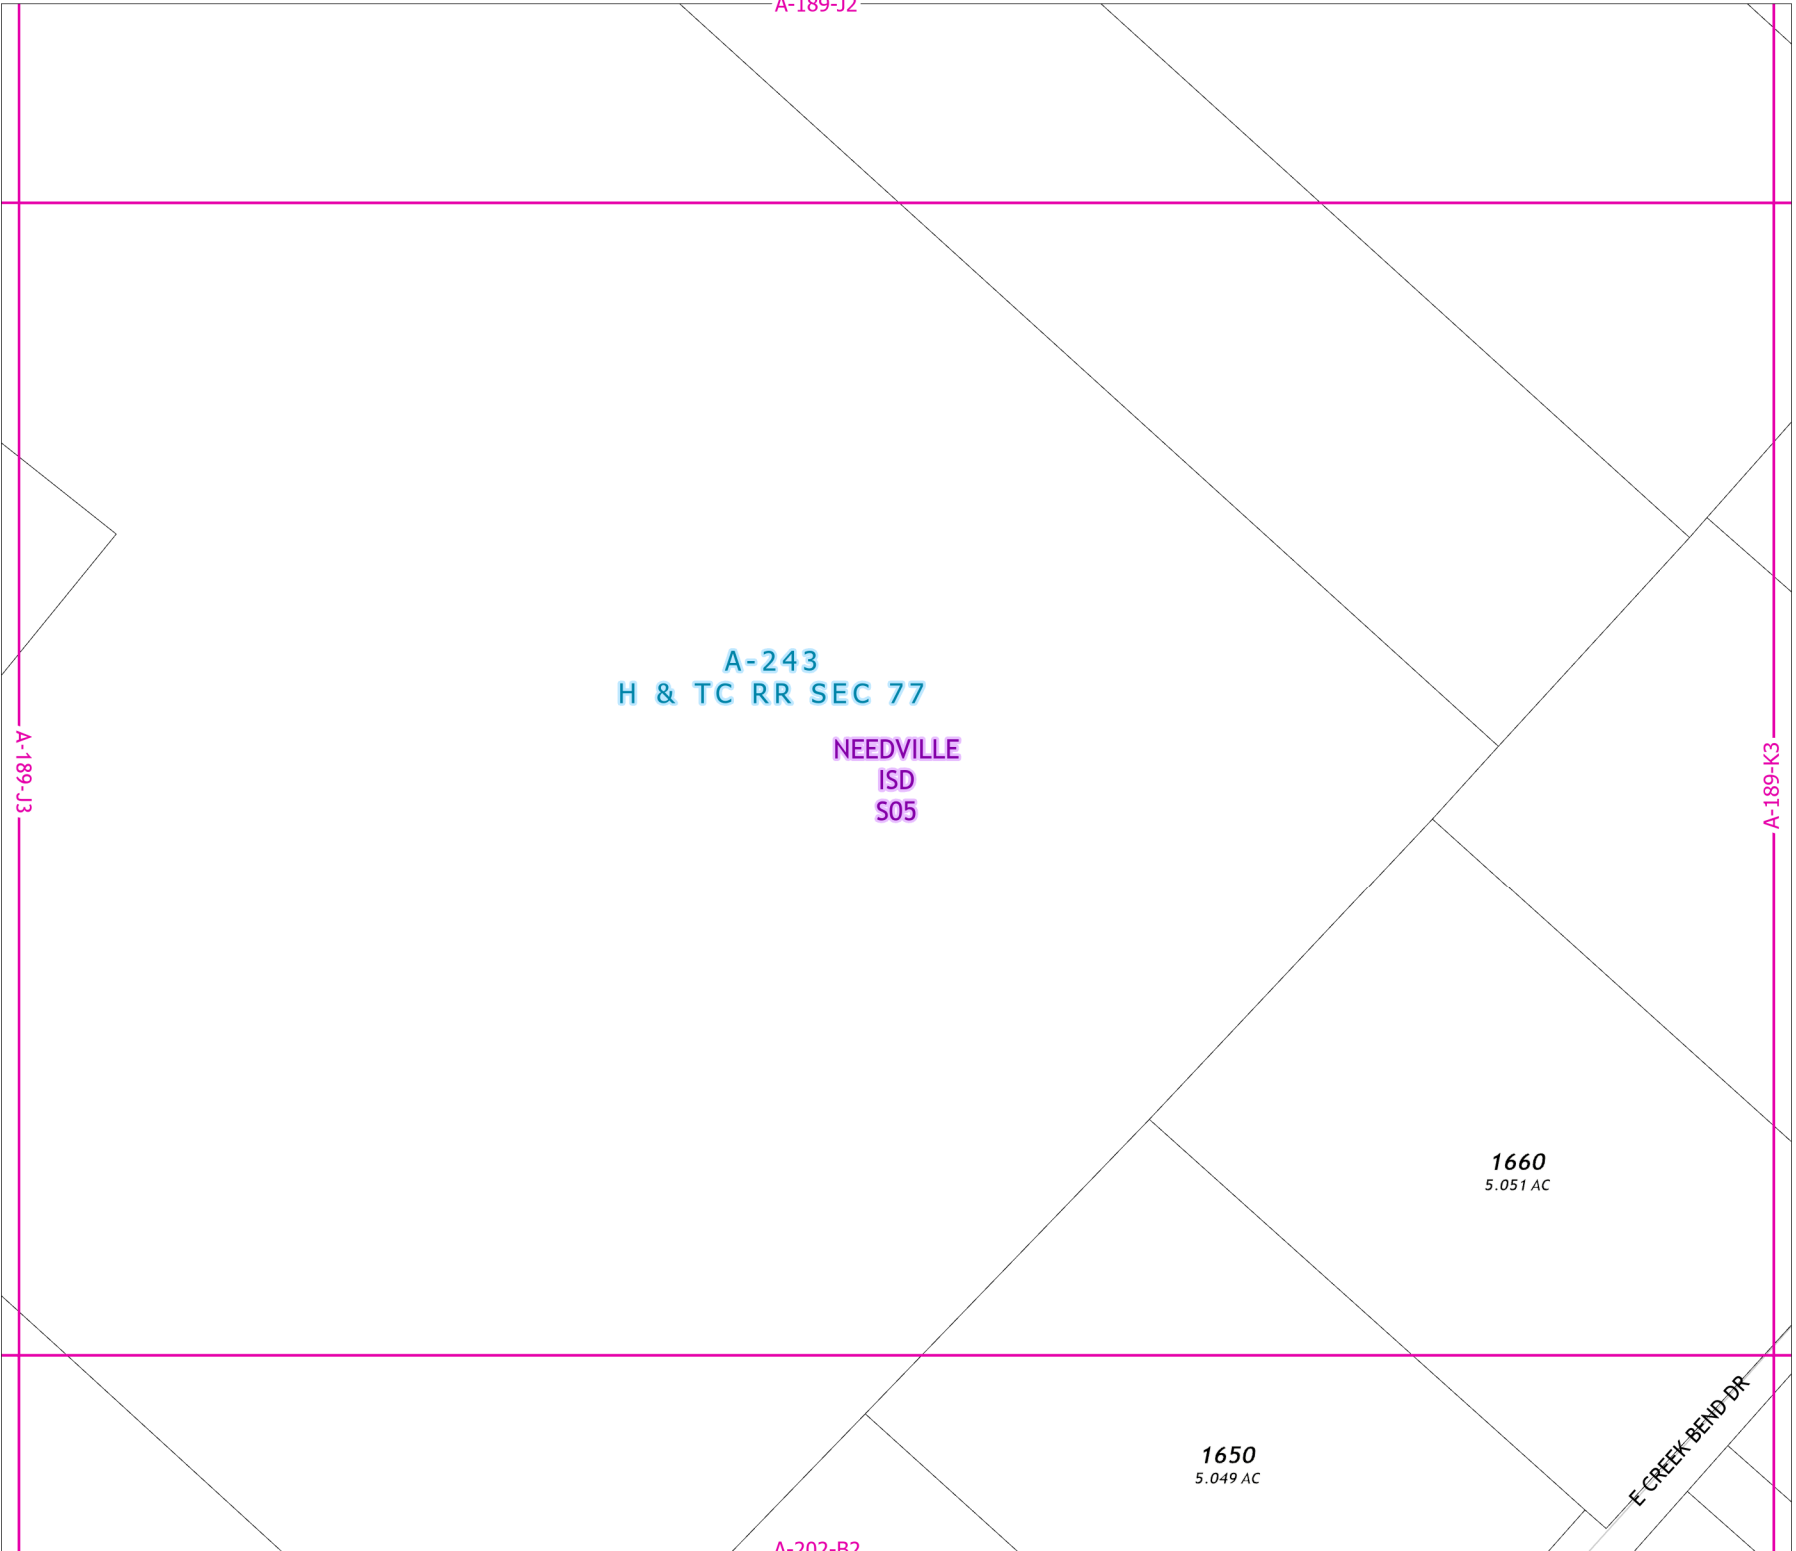 A-189-J2
A-243
H & TC RR SEC 77
NEEDVILLE
ISD
S05
A-189-J3
A-189-K3
1660
5.051 AC
E CREEK BEND DR
1650
5.049 AC
A-202-B2